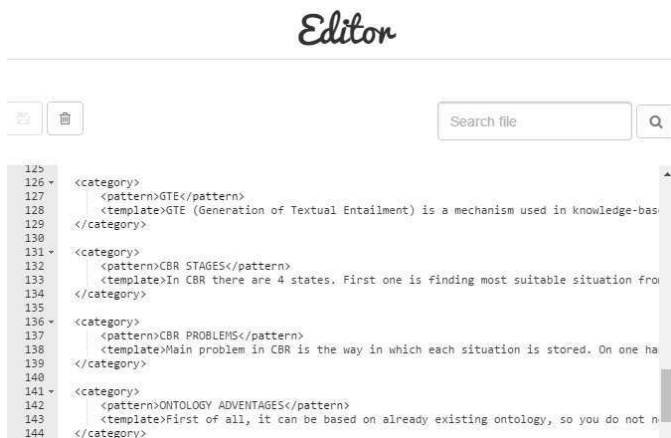 Editor
Search file
125
126 <category>
127 <pattern>GTE</pattern>
128 <template>GTE (Generation of Textual Entailment) is a mechanism used in knowledge-bas
129 </category>
130
131 <category>
132 <pattern>CBR STAGES</pattern>
133 <template>In CBR there are 4 states. First one is finding most suitable situation fro
134 </category>
135
136 <category>
137 <pattern>CBR PROBLEMS</pattern>
138 <template>Main problem in CBR is the way in which each situation is stored. On one ha
139 </category>
140
141 <category>
142 <pattern>ONTOLOGY ADVENTAGES</pattern>
143 <template>First of all, it can be based on already existing ontology, so you do not n
144 </category>